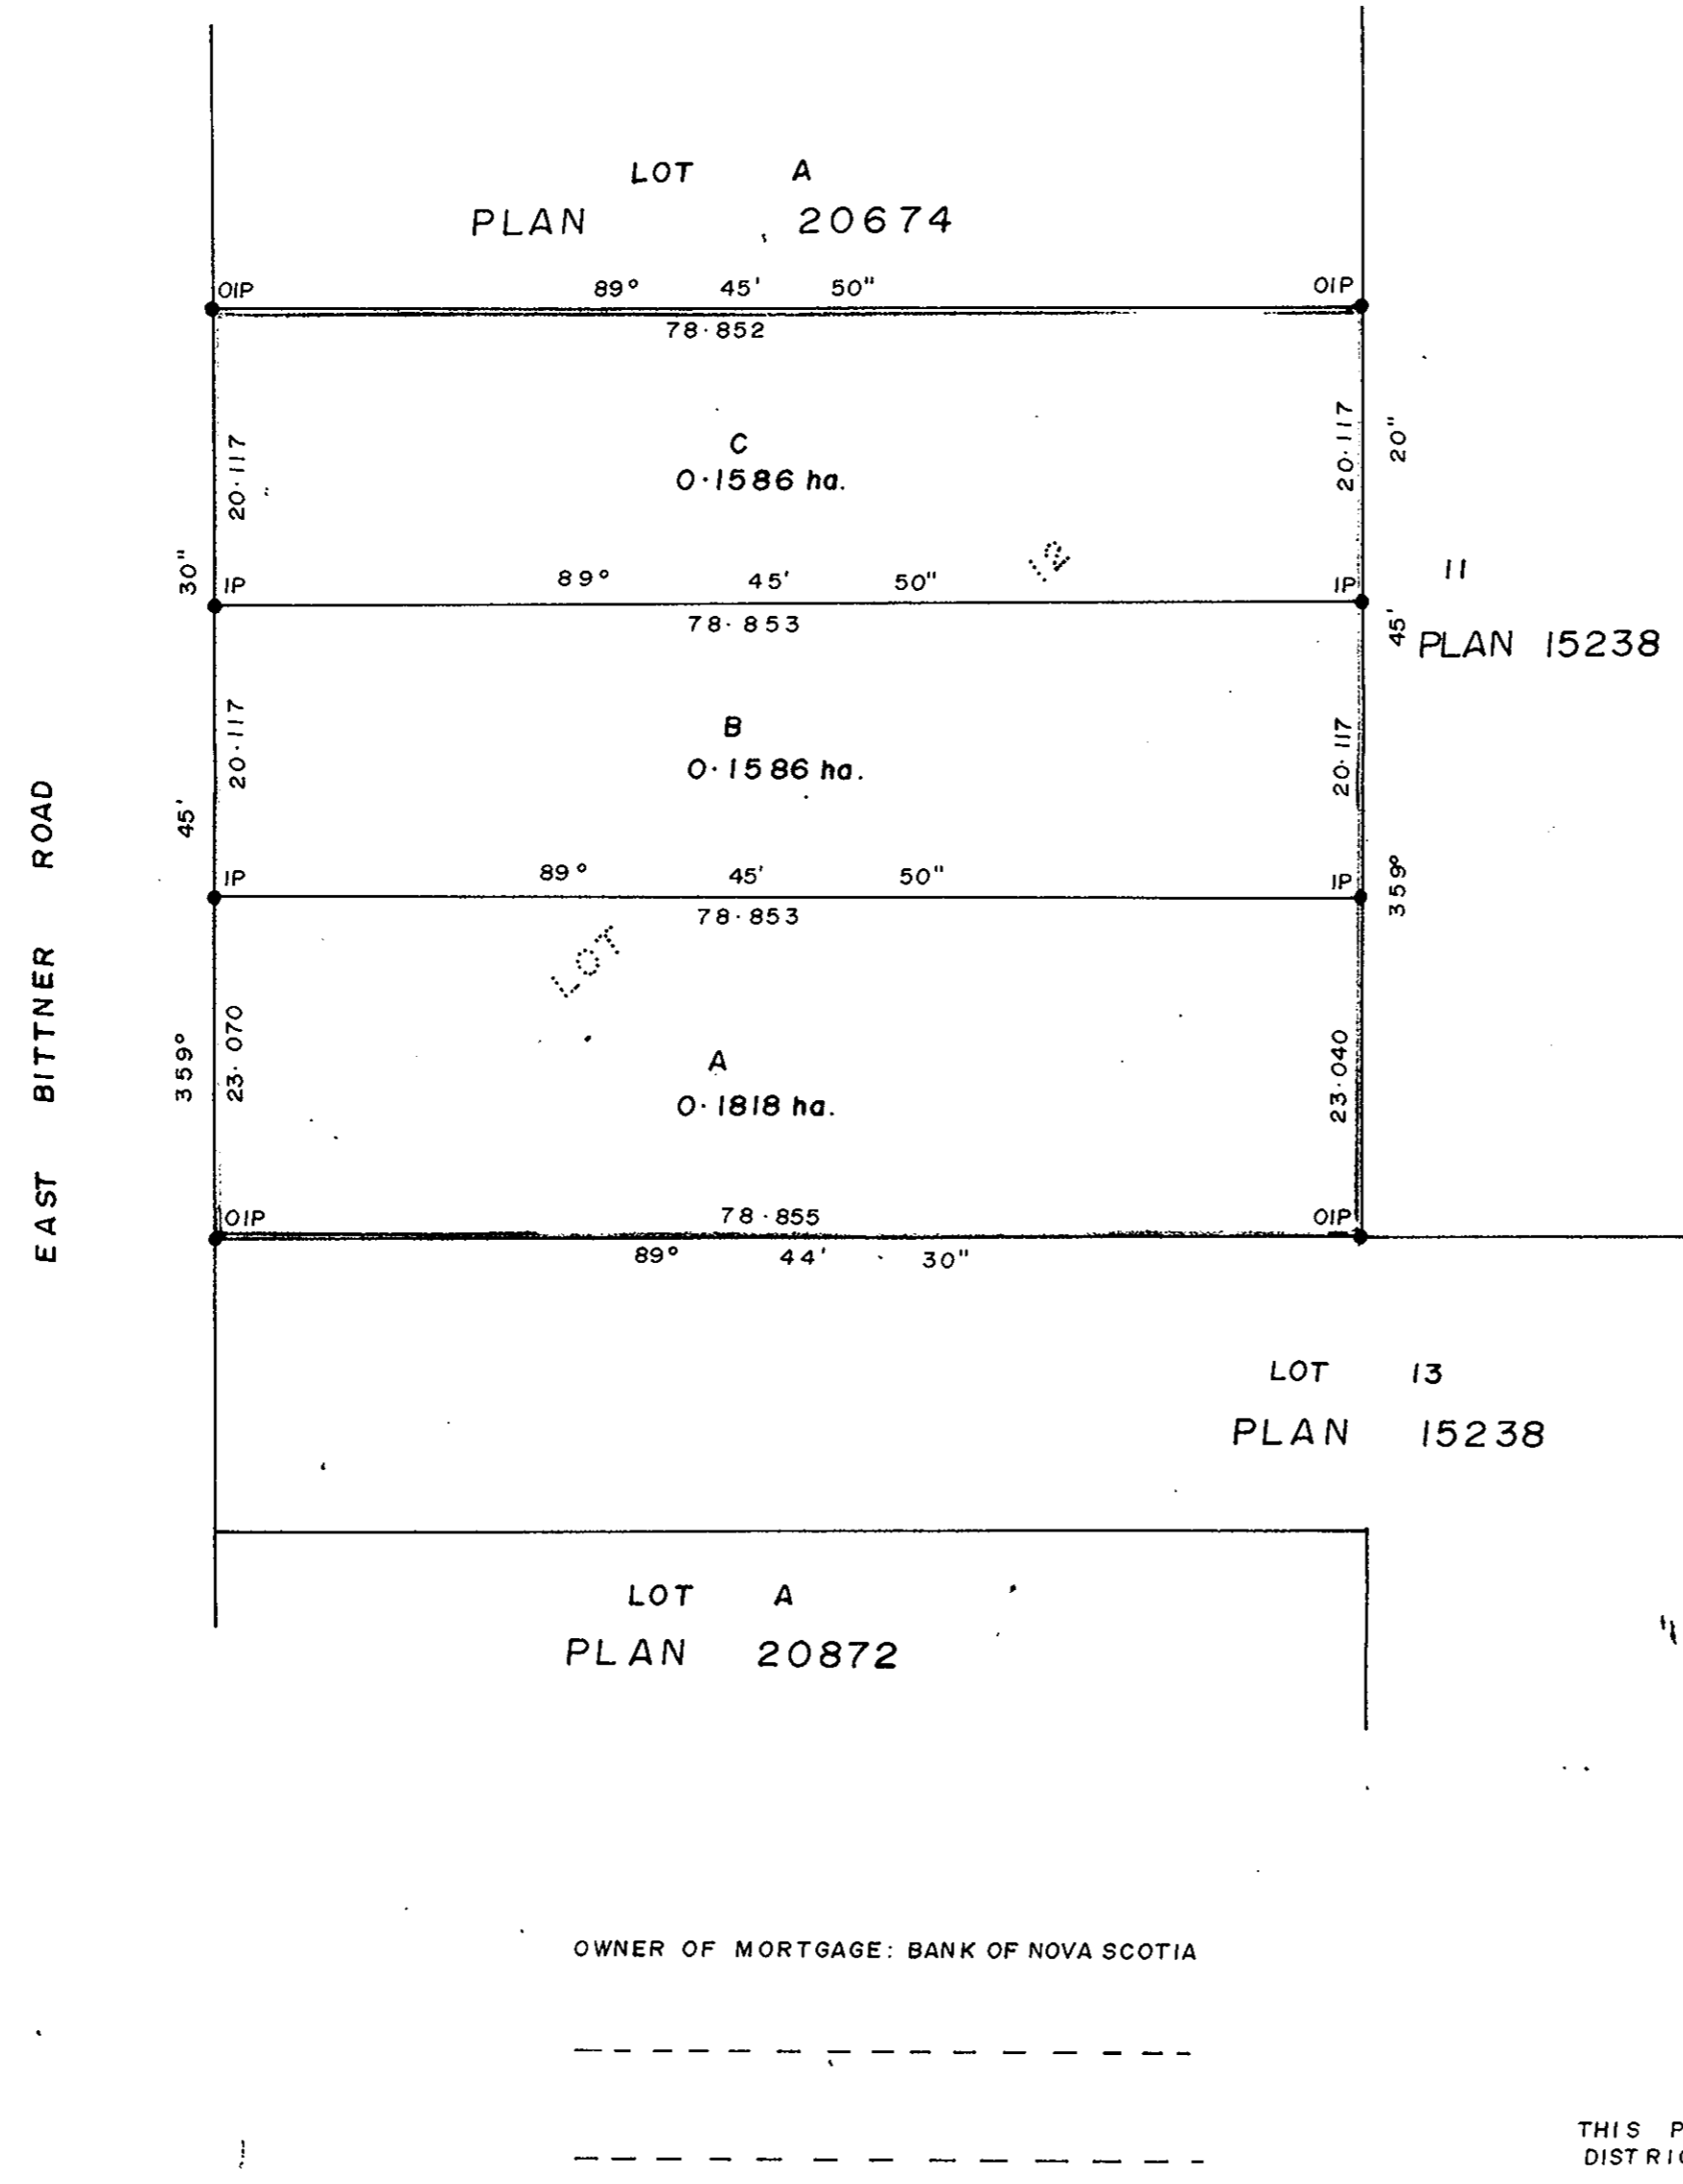 LOT A
PLAN 20674
OIP 89° 45' 50" OIP
78·852
20·117
20·117
20"
C
0·1586 ha.
12
30"
IP 89° 45' 50" IP
78·853
11
45'
PLAN 15238
20·117
20·117
B
0·1586 ha.
45'
EAST BITTNER ROAD
IP 89° 45' 50" IP
78·853
359°
LOT
359°
23·070
23·040
A
0·1818 ha.
OIP 78·855 OIP
89° 44' 30"
LOT 13
PLAN 15238
LOT A
PLAN 20872
OWNER OF MORTGAGE: BANK OF NOVA SCOTIA
THIS